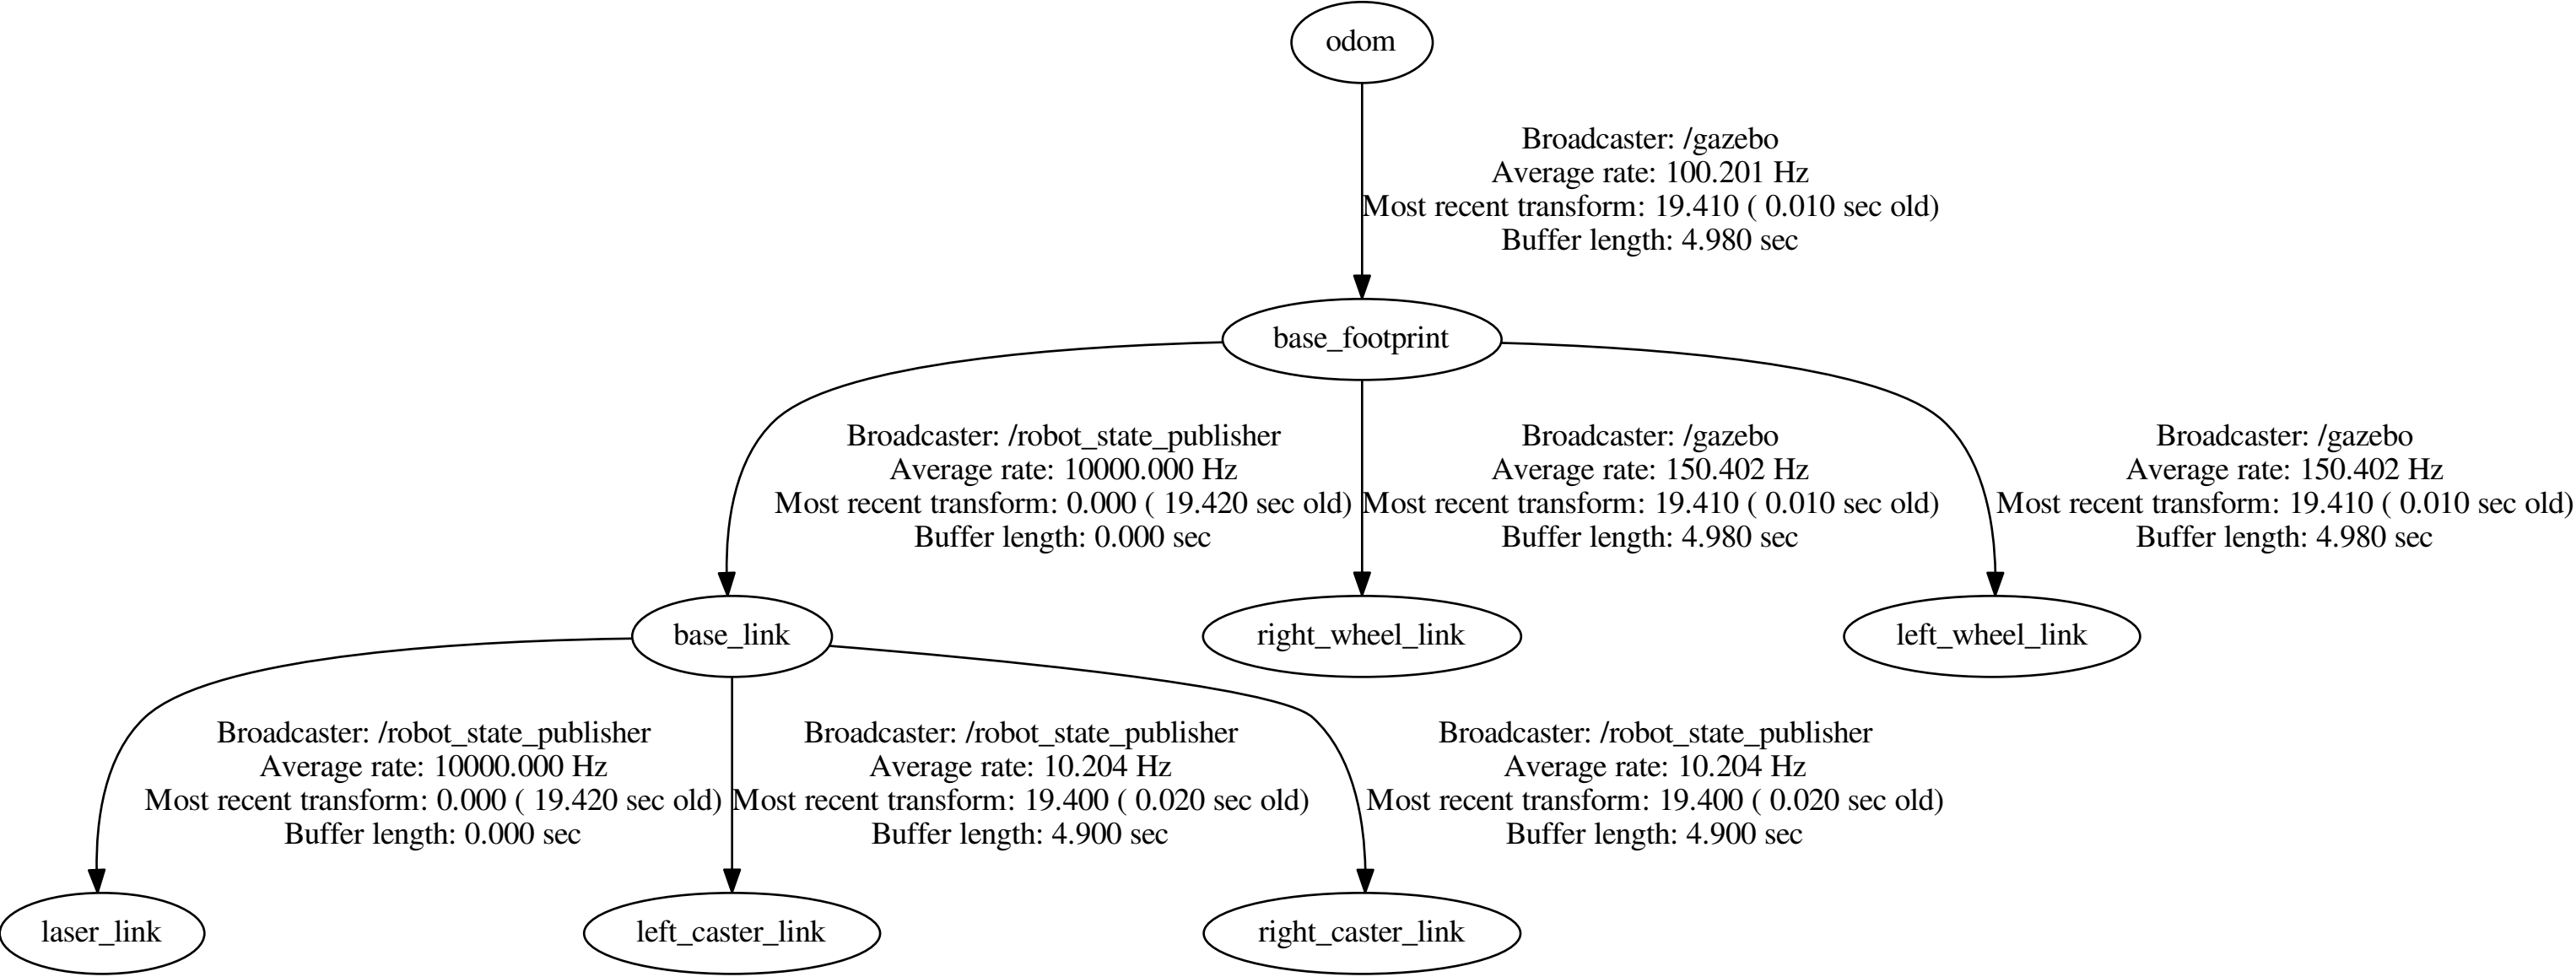 odom
Broadcaster: /gazebo
Average rate: 100.201 Hz
Most recent transform: 19.410 ( 0.010 sec old)
Buffer length: 4.980 sec
base_footprint
Broadcaster: /robot_state_publisher
Average rate: 10000.000 Hz
Most recent transform: 0.000 ( 19.420 sec old)
Buffer length: 0.000 sec
Broadcaster: /gazebo
Average rate: 150.402 Hz
Most recent transform: 19.410 ( 0.010 sec old)
Buffer length: 4.980 sec
Broadcaster: /gazebo
Average rate: 150.402 Hz
Most recent transform: 19.410 ( 0.010 sec old)
Buffer length: 4.980 sec
base_link
right_wheel_link
left_wheel_link
Broadcaster: /robot_state_publisher
Average rate: 10000.000 Hz
Most recent transform: 0.000 ( 19.420 sec old)
Buffer length: 0.000 sec
Broadcaster: /robot_state_publisher
Average rate: 10.204 Hz
Most recent transform: 19.400 ( 0.020 sec old)
Buffer length: 4.900 sec
Broadcaster: /robot_state_publisher
Average rate: 10.204 Hz
Most recent transform: 19.400 ( 0.020 sec old)
Buffer length: 4.900 sec
laser_link
left_caster_link
right_caster_link